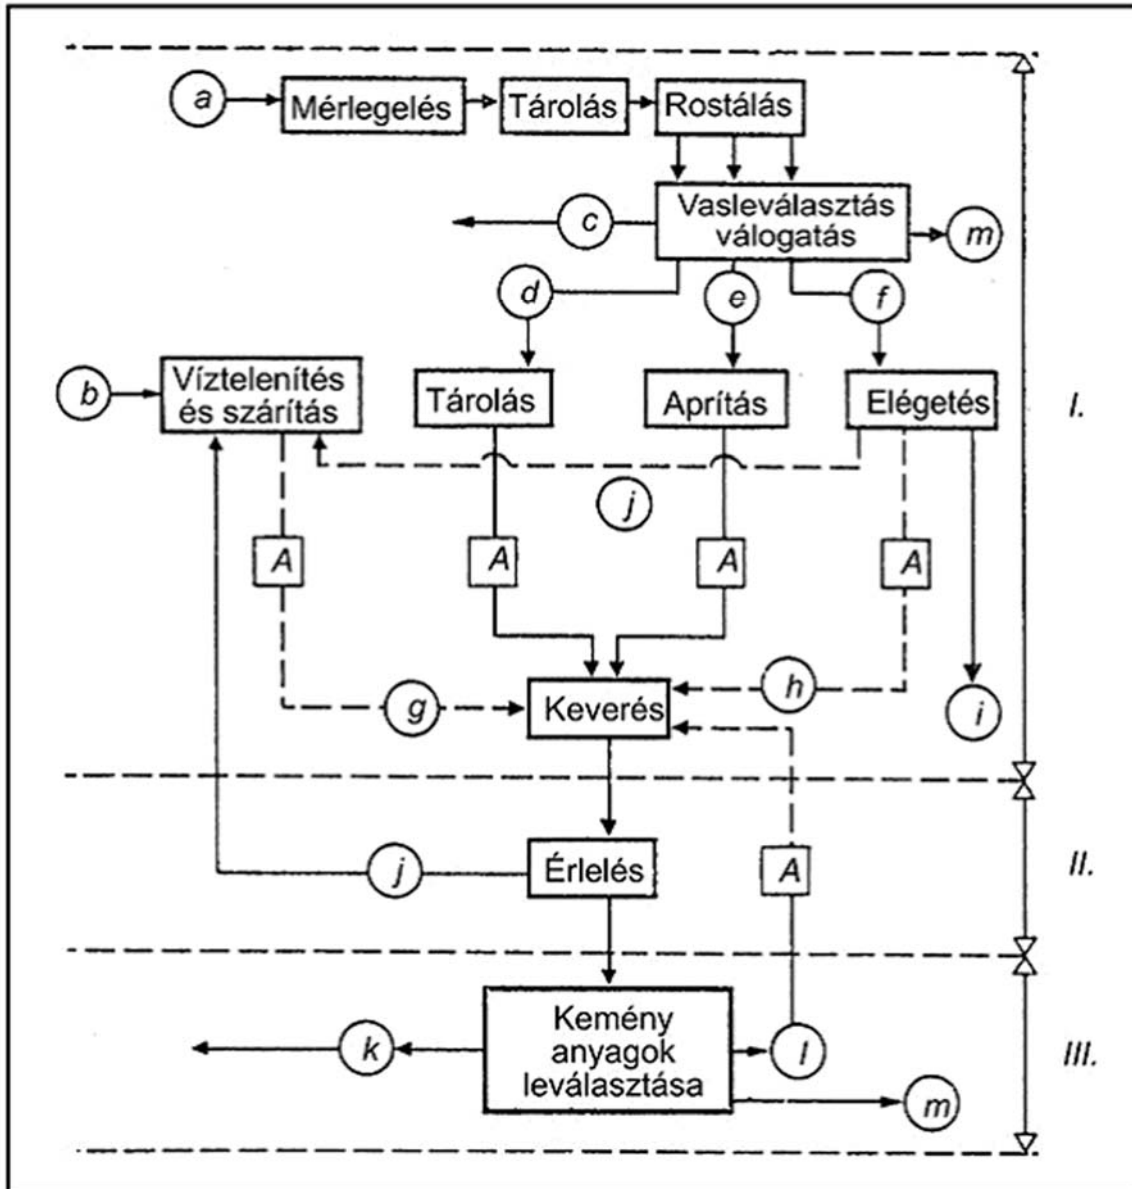 a
Mérlegelés
Tárolás
Rostálás
c
Vasleválasztás
válogatás
m
d
e
f
b
Víztelenítés
és szárítás
Tárolás
Aprítás
Elégetés
I.
j
A
A
A
A
g
Keverés
h
i
j
Érlelés
A
II.
k
Kemény
anyagok
leválasztása
l
m
III.